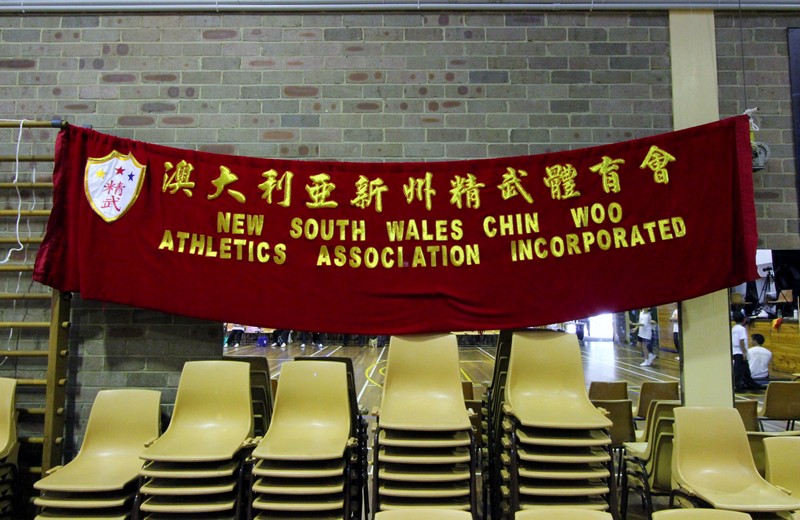 精武
澳大利亞新州精武體育會
NEW SOUTH WALES CHIN WOO
ATHLETICS ASSOCLATION INCORPORATED